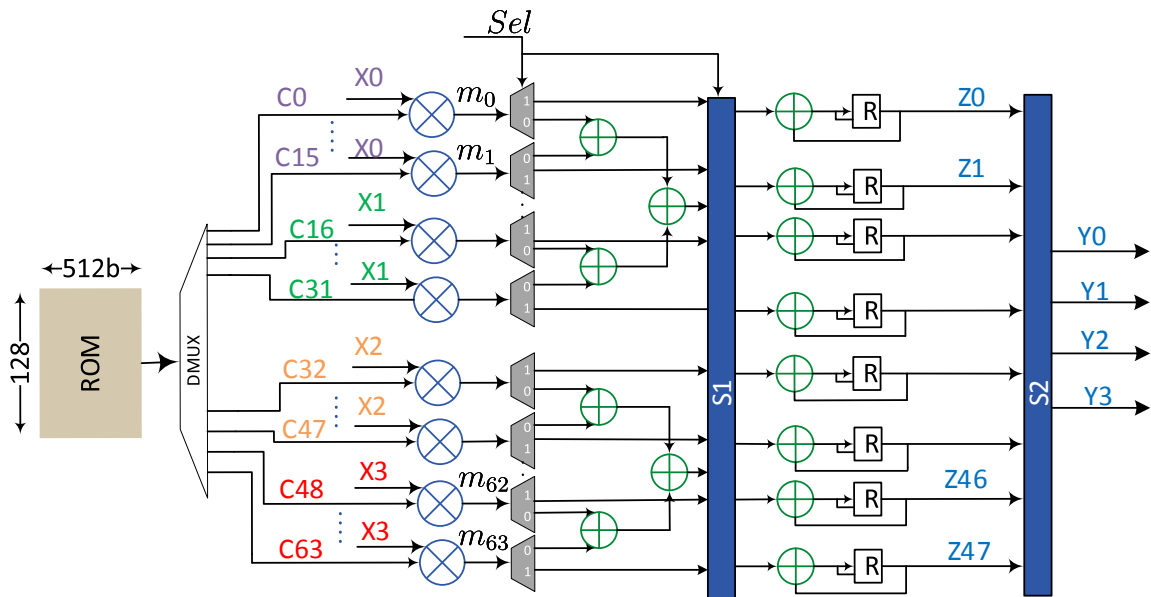 Sel
C0 X0 m0 1 0 R Z0
C15 X0 m1 0 1 R Z1
C16 X1 1 0 R
C31 X1 0 1 R
512b
128
ROM
DMUX
S1
S2
Y0
Y1
Y2
Y3
C32 X2 1 0 R
C47 X2 0 1 R
C48 X3 m62 1 0 R Z46
C63 X3 m63 0 1 R Z47